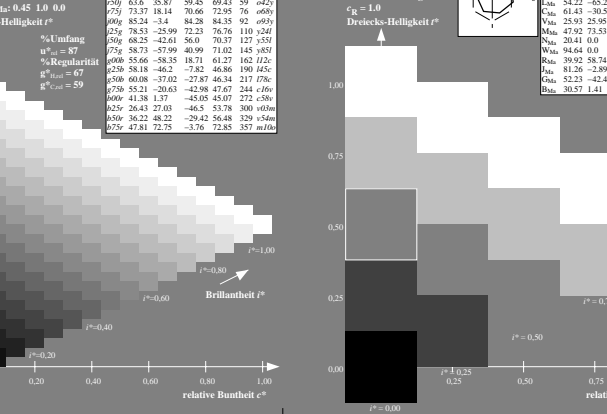 a: 0.45 1.0 0.0
-Helligkeit t*
%Umfang
u*rel = 87
%Regularität
g*H,rel = 67
g*C,rel = 59
r50j 63.6 35.87 59.45 69.43 59 o42y
r75j 73.37 18.14 70.66 72.95 76 o68y
j00g 85.24 −3.4 84.28 84.35 92 o93y
j25g 78.53 −25.99 72.23 76.76 110 y24l
j50g 68.25 −42.61 56.0 70.37 127 y55l
j75g 58.73 −57.99 40.99 71.02 145 y85l
g00b 55.66 −58.35 18.71 61.27 162 l12c
g25b 58.18 −46.2 −7.82 46.86 190 l45c
g50b 60.08 −37.02 −27.87 46.34 217 l78c
g75b 55.21 −20.63 −42.98 47.67 244 c16v
b00r 41.38 1.37 −45.05 45.07 272 c58v
b25r 26.43 27.03 −46.5 53.78 300 v03m
b50r 36.22 48.22 −29.42 56.48 329 v54m
b75r 47.81 72.75 −3.76 72.85 357 m10o
i*=1,00
i*=0,80
Brillantheit i*
i*=0,60
i*=0,40
i*=0,20
0,20 0,40 0,60 0,80 1,00
relative Buntheit c*
cR = 1.0
Dreiecks-Helligkeit t*
LMa 54.22 −65.2
CMa 61.43 −30.5
VMa 25.93 25.95
MMa 47.92 73.53
NMa 20.41 0.0
WMa 94.64 0.0
RMa 39.92 58.74
JMa 81.26 −2.89
GMa 52.23 −42.4
BMa 30.57 1.41
1,00
0,75
0,50
0,25
0,00
i*=0,7
i* = 0,50
i* = 0,25
i* = 0,00
0,25 0,50 0,75
relat